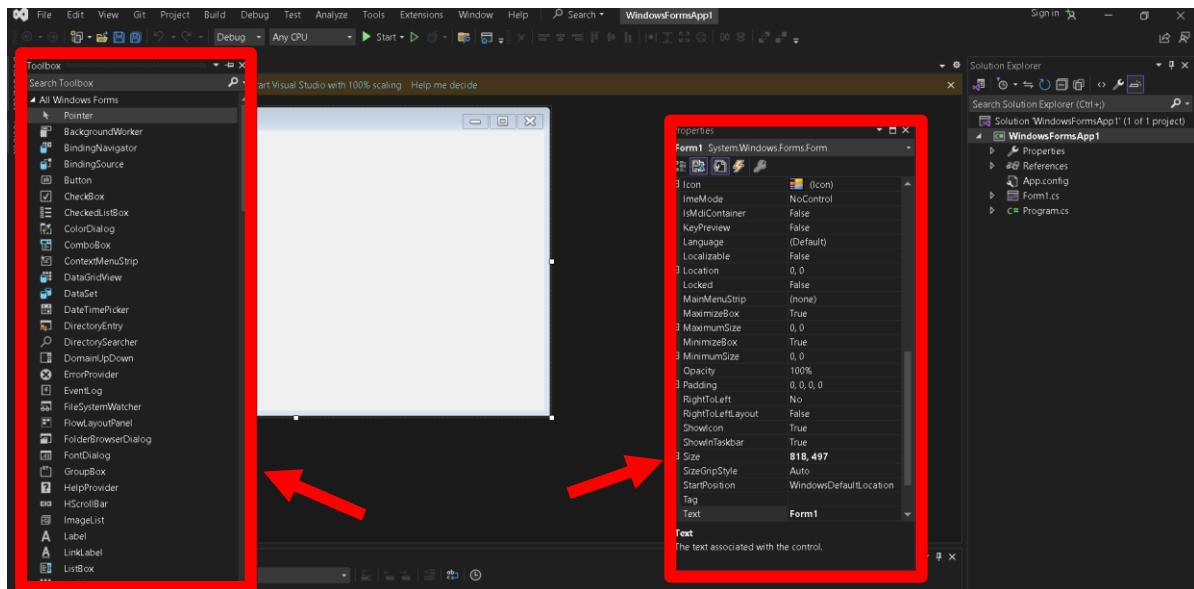 File Edit View Git Project Build Debug Test Analyze Tools Extensions Window Help Search WindowsFormsApp1 Sign in
Debug Any CPU Start
Toolbox
Search Toolbox
All Windows Forms
Pointer
BackgroundWorker
BindingNavigator
BindingSource
Button
CheckBox
CheckedListBox
ColorDialog
ComboBox
ContextMenuStrip
DataGridView
DataSet
DateTimePicker
DirectoryEntry
DirectorySearcher
DomainUpDown
ErrorProvider
EventLog
FileSystemWatcher
FlowLayoutPanel
FolderBrowserDialog
FontDialog
GroupBox
HelpProvider
HScrollBar
ImageList
Label
LinkLabel
ListBox
Visual Studio with 100% scaling Help me decide
Properties
Form1 System.Windows.Forms.Form
Icon (Icon)
ImeMode NoControl
IsMdiContainer False
KeyPreview False
Language (Default)
Localizable False
Location 0, 0
Locked False
MainMenuStrip (none)
MaximizeBox True
MaximumSize 0, 0
MinimizeBox True
MinimumSize 0, 0
Opacity 100%
Padding 0, 0, 0, 0
RightToLeft No
RightToLeftLayout False
ShowIcon True
ShowInTaskbar True
Size 818, 497
SizeGripStyle Auto
StartPosition WindowsDefaultLocation
Tag
Text Form1
Text
The text associated with the control.
Solution Explorer
Search Solution Explorer (Ctrl+;)
Solution 'WindowsFormsApp1' (1 of 1 project)
WindowsFormsApp1
Properties
References
App.config
Form1.cs
C# Program.cs